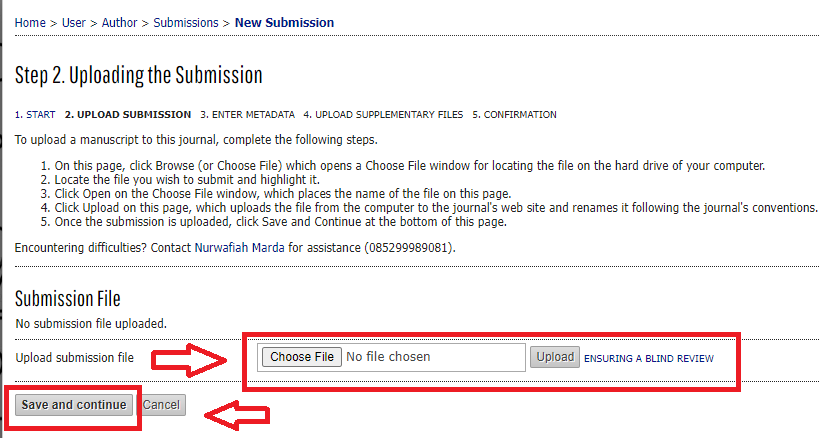 Home > User > Author > Submissions > New Submission
Step 2. Uploading the Submission
1. START 2. UPLOAD SUBMISSION 3. ENTER METADATA 4. UPLOAD SUPPLEMENTARY FILES 5. CONFIRMATION
To upload a manuscript to this journal, complete the following steps.
1. On this page, click Browse (or Choose File) which opens a Choose File window for locating the file on the hard drive of your computer.
2. Locate the file you wish to submit and highlight it.
3. Click Open on the Choose File window, which places the name of the file on this page.
4. Click Upload on this page, which uploads the file from the computer to the journal's web site and renames it following the journal's conventions.
5. Once the submission is uploaded, click Save and Continue at the bottom of this page.
Encountering difficulties? Contact Nurwafiah Marda for assistance (085299989081).
Submission File
No submission file uploaded.
Upload submission file Choose File No file chosen Upload ENSURING A BLIND REVIEW
Save and continue Cancel